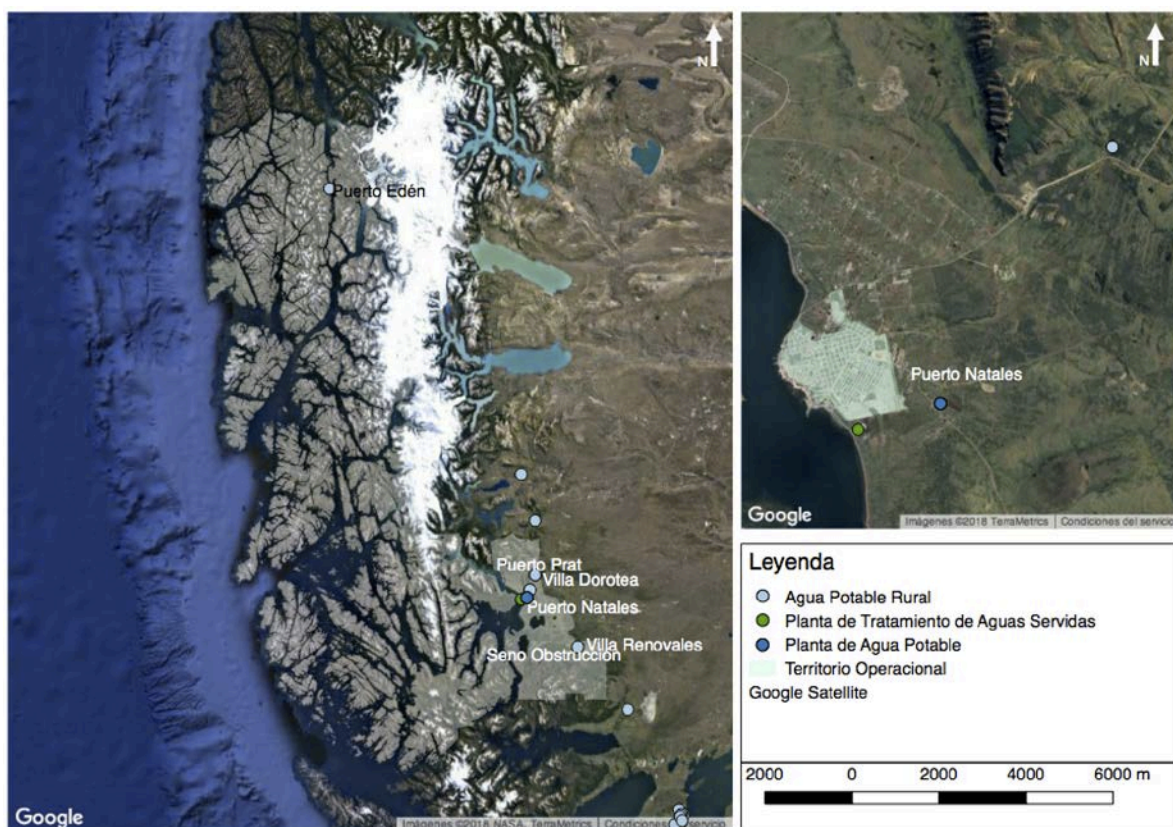 N
Puerto Edén
Puerto Prat
Villa Dorotea
Puerto Natales
Villa Renovales
Seno Obstrucción
Google
Imágenes ©2018 NASA, TerraMetrics | Condiciones del servicio
N
Puerto Natales
Google
Imágenes ©2018 TerraMetrics | Condiciones del servicio
Leyenda
Agua Potable Rural
Planta de Tratamiento de Aguas Servidas
Planta de Agua Potable
Territorio Operacional
Google Satellite
2000 0 2000 4000 6000 m